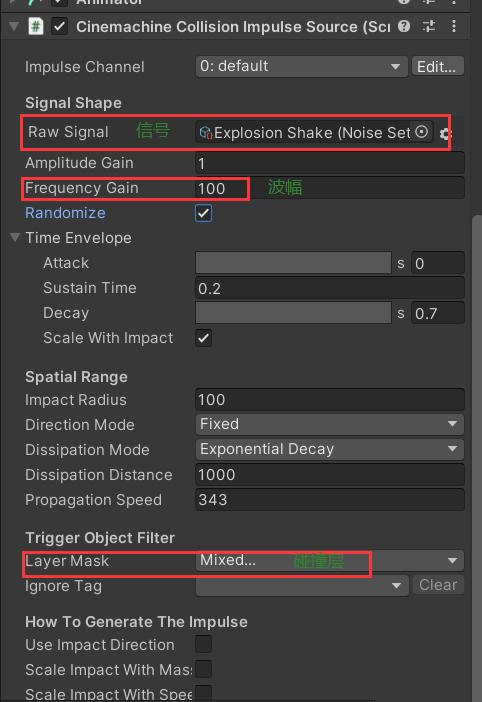 Animator
Cinemachine Collision Impulse Source (Scr
Impulse Channel 0: default Edit...
Signal Shape
Raw Signal 信号 Explosion Shake (Noise Set
Amplitude Gain 1
Frequency Gain 100 波幅
Randomize
Time Envelope
Attack s 0
Sustain Time 0.2
Decay s 0.7
Scale With Impact
Spatial Range
Impact Radius 100
Direction Mode Fixed
Dissipation Mode Exponential Decay
Dissipation Distance 1000
Propagation Speed 343
Trigger Object Filter
Layer Mask Mixed... 碰撞层
Ignore Tag Clear
How To Generate The Impulse
Use Impact Direction
Scale Impact With Mas
Scale Impact With Spee